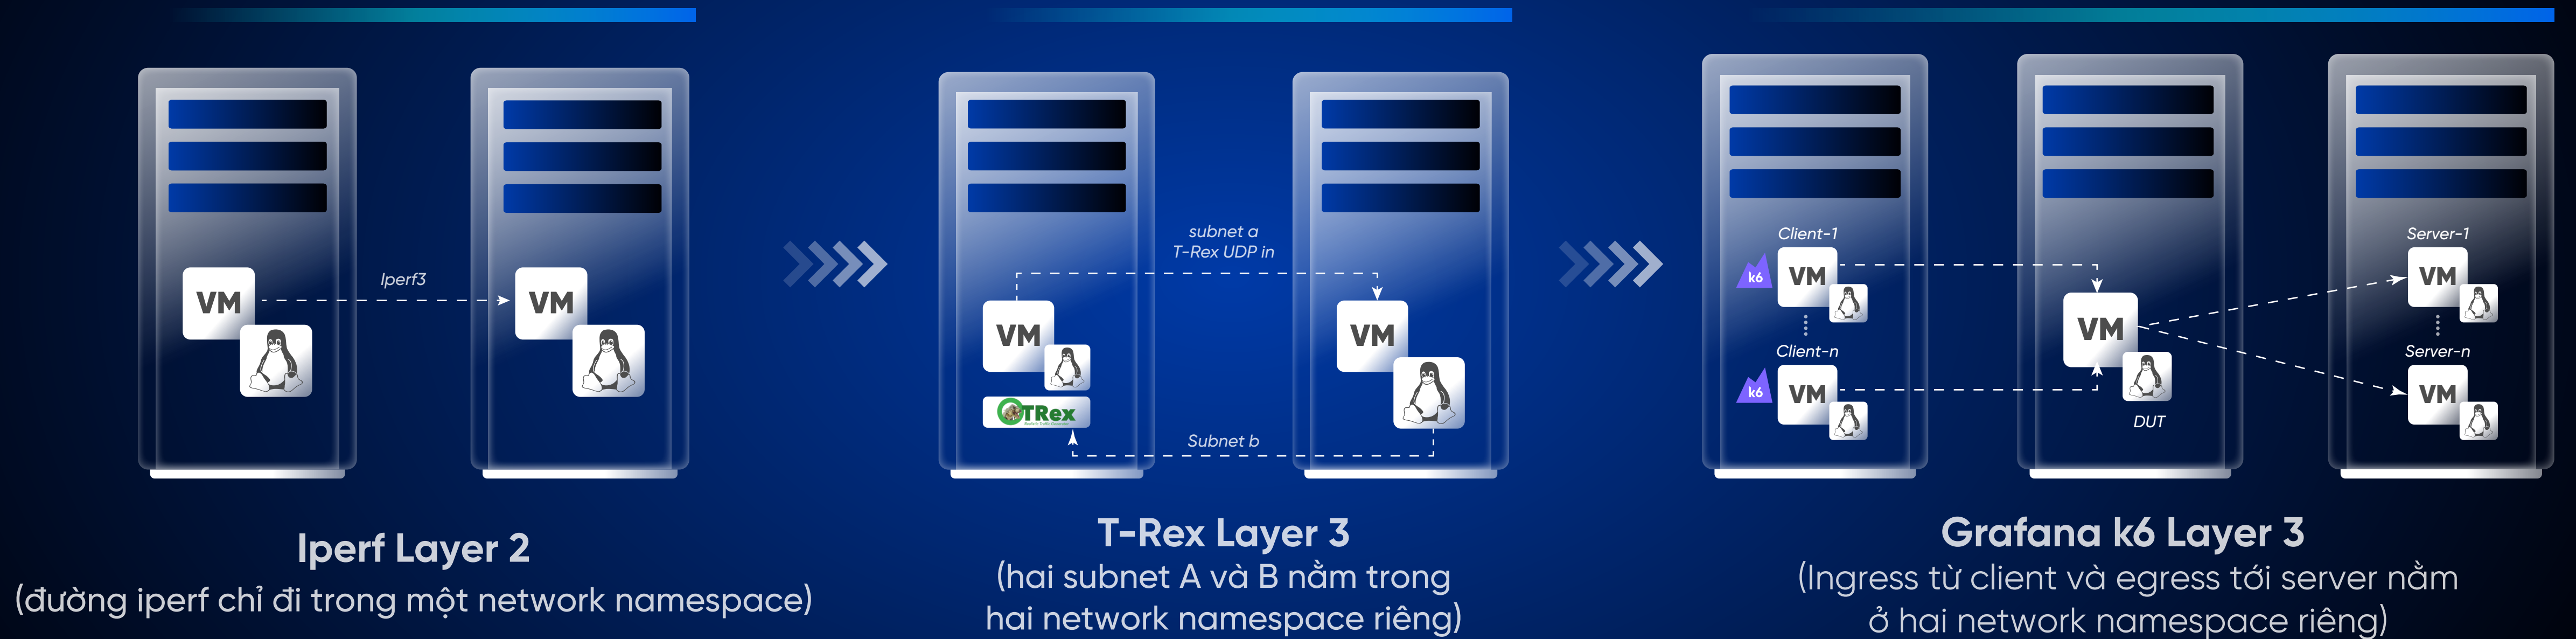 Iperf3
VM
VM
Iperf Layer 2
(đường iperf chỉ đi trong một network namespace)
subnet a
T-Rex UDP in
VM
VM
TRex
Subnet b
T-Rex Layer 3
(hai subnet A và B nằm trong
hai network namespace riêng)
Client-1
k6
VM
Client-n
k6
VM
VM
DUT
Server-1
VM
Server-n
VM
Grafana k6 Layer 3
(Ingress từ client và egress tới server nằm
ở hai network namespace riêng)